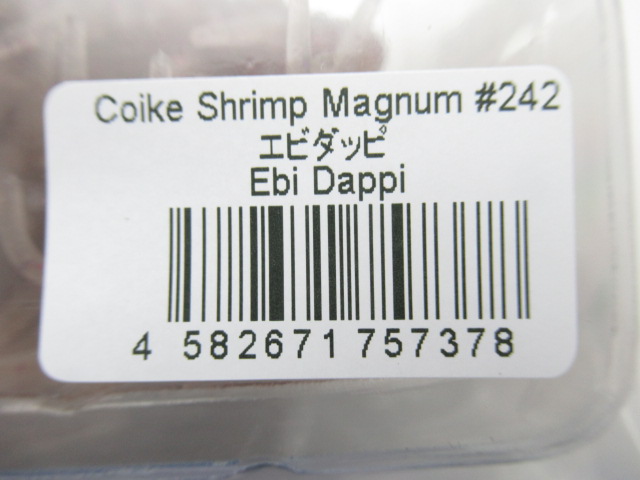 Coike Shrimp Magnum #242
エビダッピ
Ebi Dappi
4 582671 757378